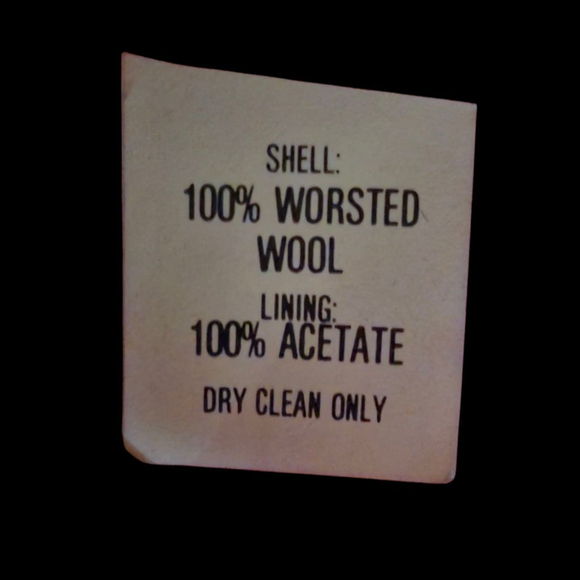 SHELL:
100% WORSTED
WOOL
LINING:
100% ACETATE
DRY CLEAN ONLY